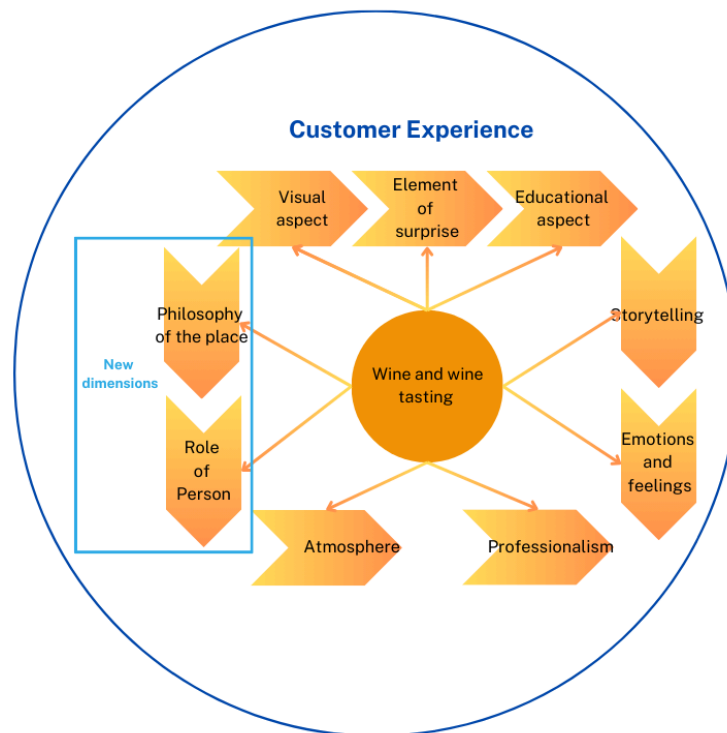 Customer Experience
Visual
aspect
Element
of
surprise
Educational
aspect
Philosophy
of the place
New
dimensions
Role
of
Person
Wine and wine
tasting
Storytelling
Emotions
and
feelings
Atmosphere
Professionalism